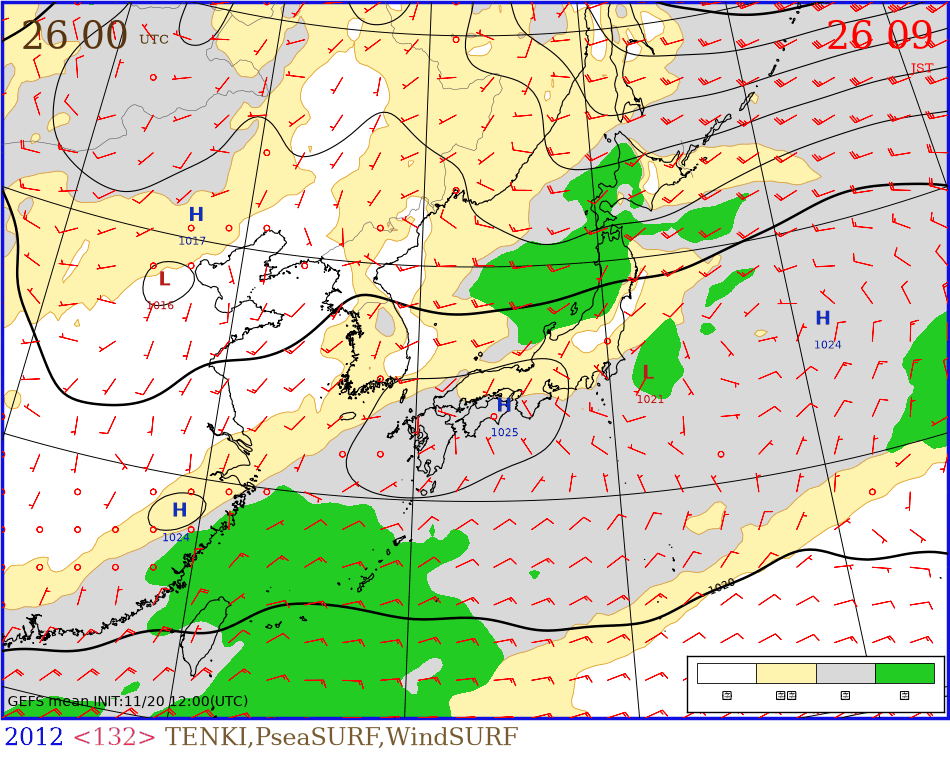 26 00 UTC
26 09
JST
H
1017
L
1016
H
1024
L
1021
H
1025
H
1024
1020
GEFS mean INIT:11/20 12:00(UTC)
2012 <132> TENKI,PseaSURF,WindSURF